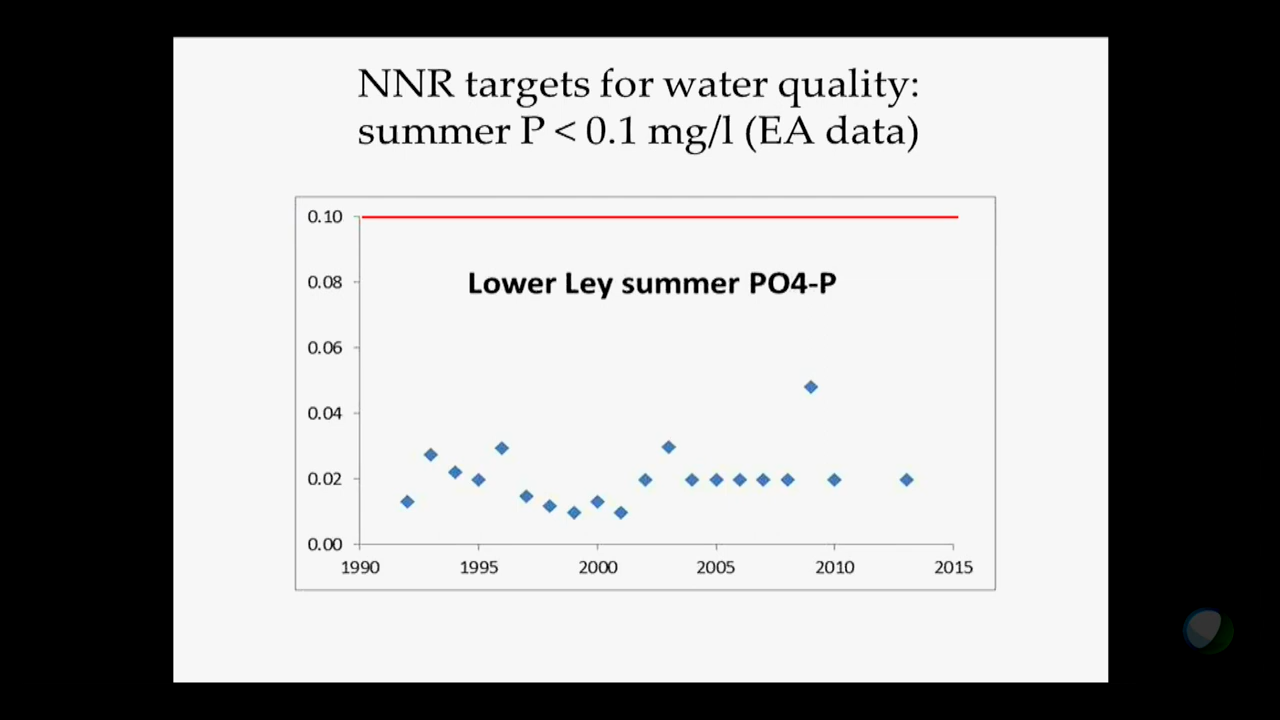 NNR targets for water quality:
summer P < 0.1 mg/l (EA data)
Lower Ley summer PO4-P
0.10
0.08
0.06
0.04
0.02
0.00
1990 1995 2000 2005 2010 2015